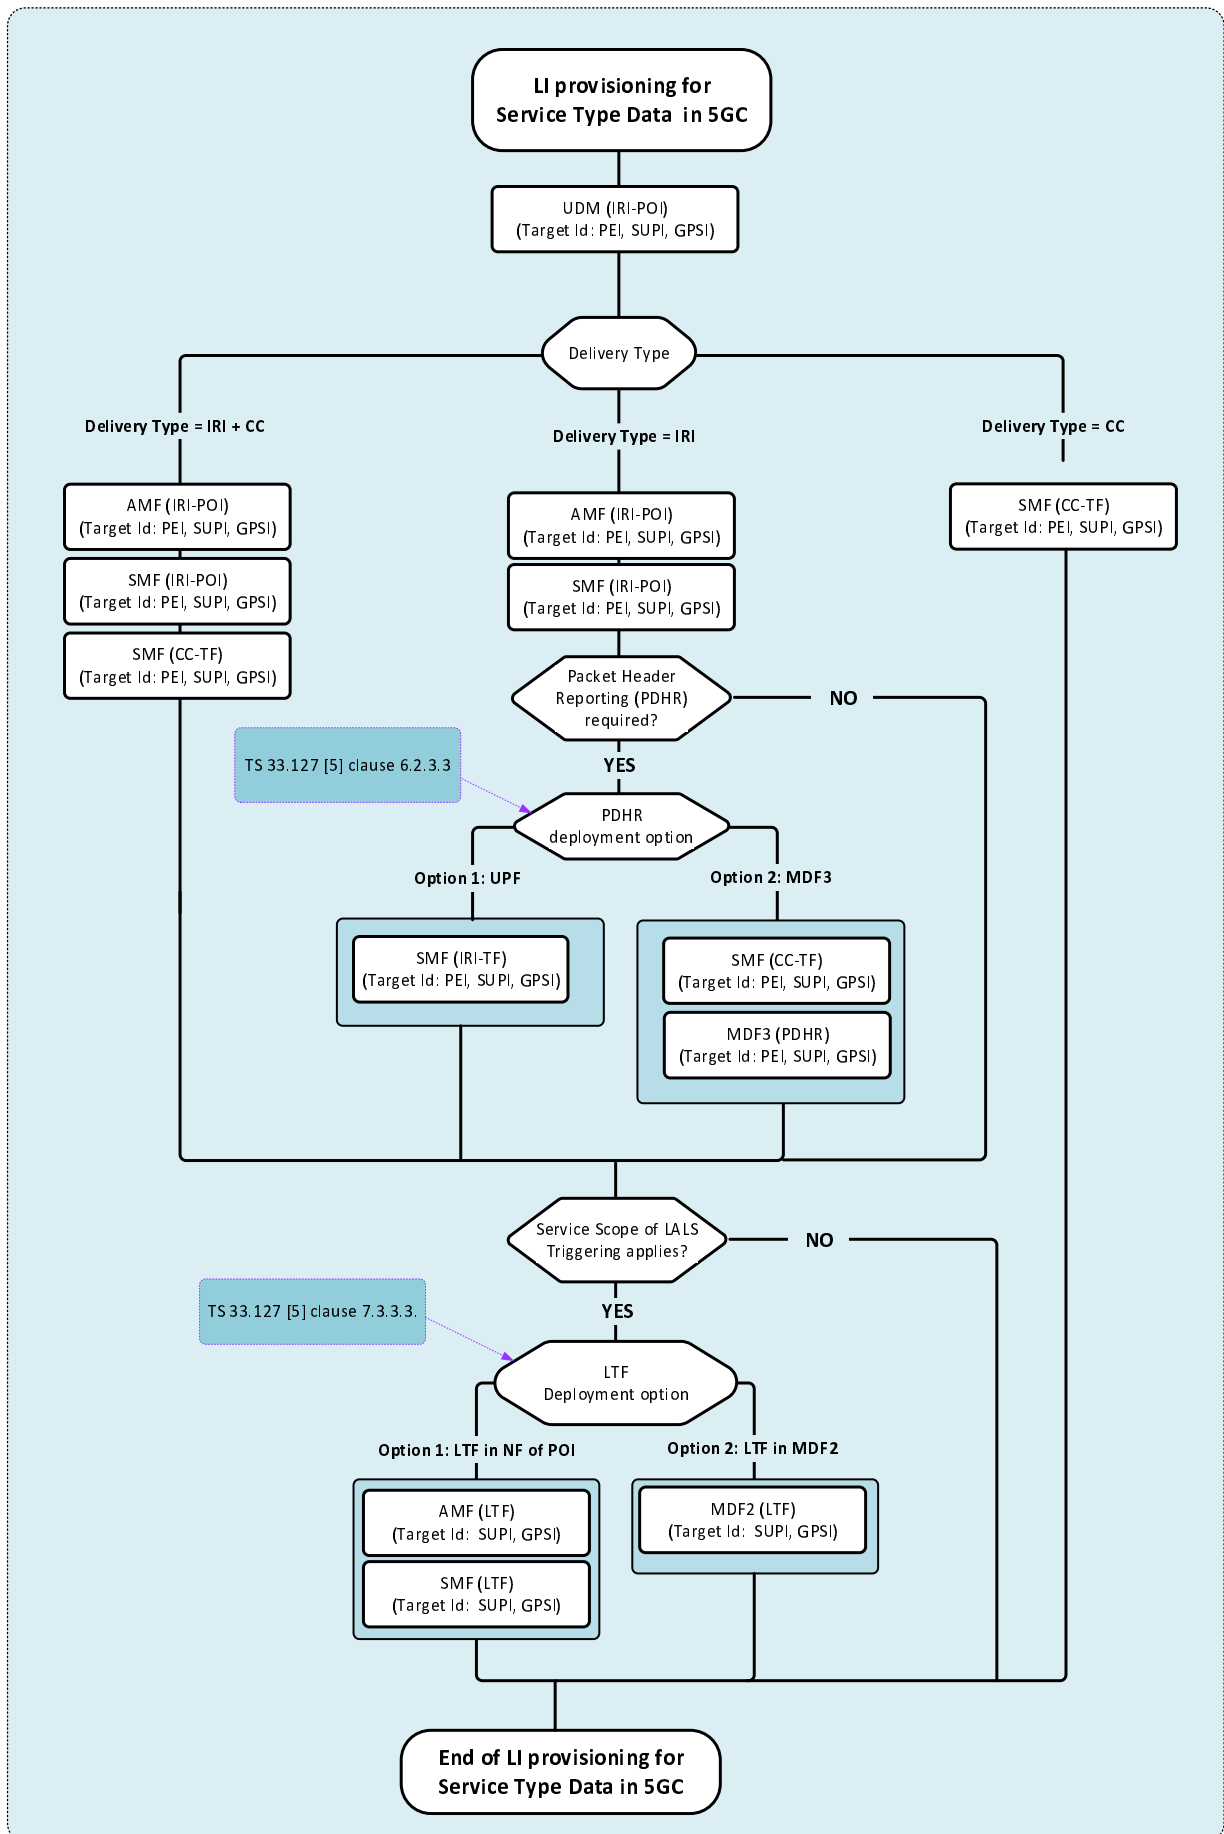 LI provisioning for
Service Type Data in 5GC
UDM (IRI-POI)
(Target Id: PEI, SUPI, GPSI)
Delivery Type
Delivery Type = IRI + CC
Delivery Type = IRI
Delivery Type = CC
AMF (IRI-POI)
(Target Id: PEI, SUPI, GPSI)
SMF (IRI-POI)
(Target Id: PEI, SUPI, GPSI)
SMF (CC-TF)
(Target Id: PEI, SUPI, GPSI)
AMF (IRI-POI)
(Target Id: PEI, SUPI, GPSI)
SMF (IRI-POI)
(Target Id: PEI, SUPI, GPSI)
SMF (CC-TF)
(Target Id: PEI, SUPI, GPSI)
Packet Header
Reporting (PDHR)
required?
NO
YES
TS 33.127 [5] clause 6.2.3.3
PDHR
deployment option
Option 1: UPF
Option 2: MDF3
SMF (IRI-TF)
(Target Id: PEI, SUPI, GPSI)
SMF (CC-TF)
(Target Id: PEI, SUPI, GPSI)
MDF3 (PDHR)
(Target Id: PEI, SUPI, GPSI)
Service Scope of LALS
Triggering applies?
NO
YES
TS 33.127 [5] clause 7.3.3.3.
LTF
Deployment option
Option 1: LTF in NF of POI
Option 2: LTF in MDF2
AMF (LTF)
(Target Id: SUPI, GPSI)
SMF (LTF)
(Target Id: SUPI, GPSI)
MDF2 (LTF)
(Target Id: SUPI, GPSI)
End of LI provisioning for
Service Type Data in 5GC